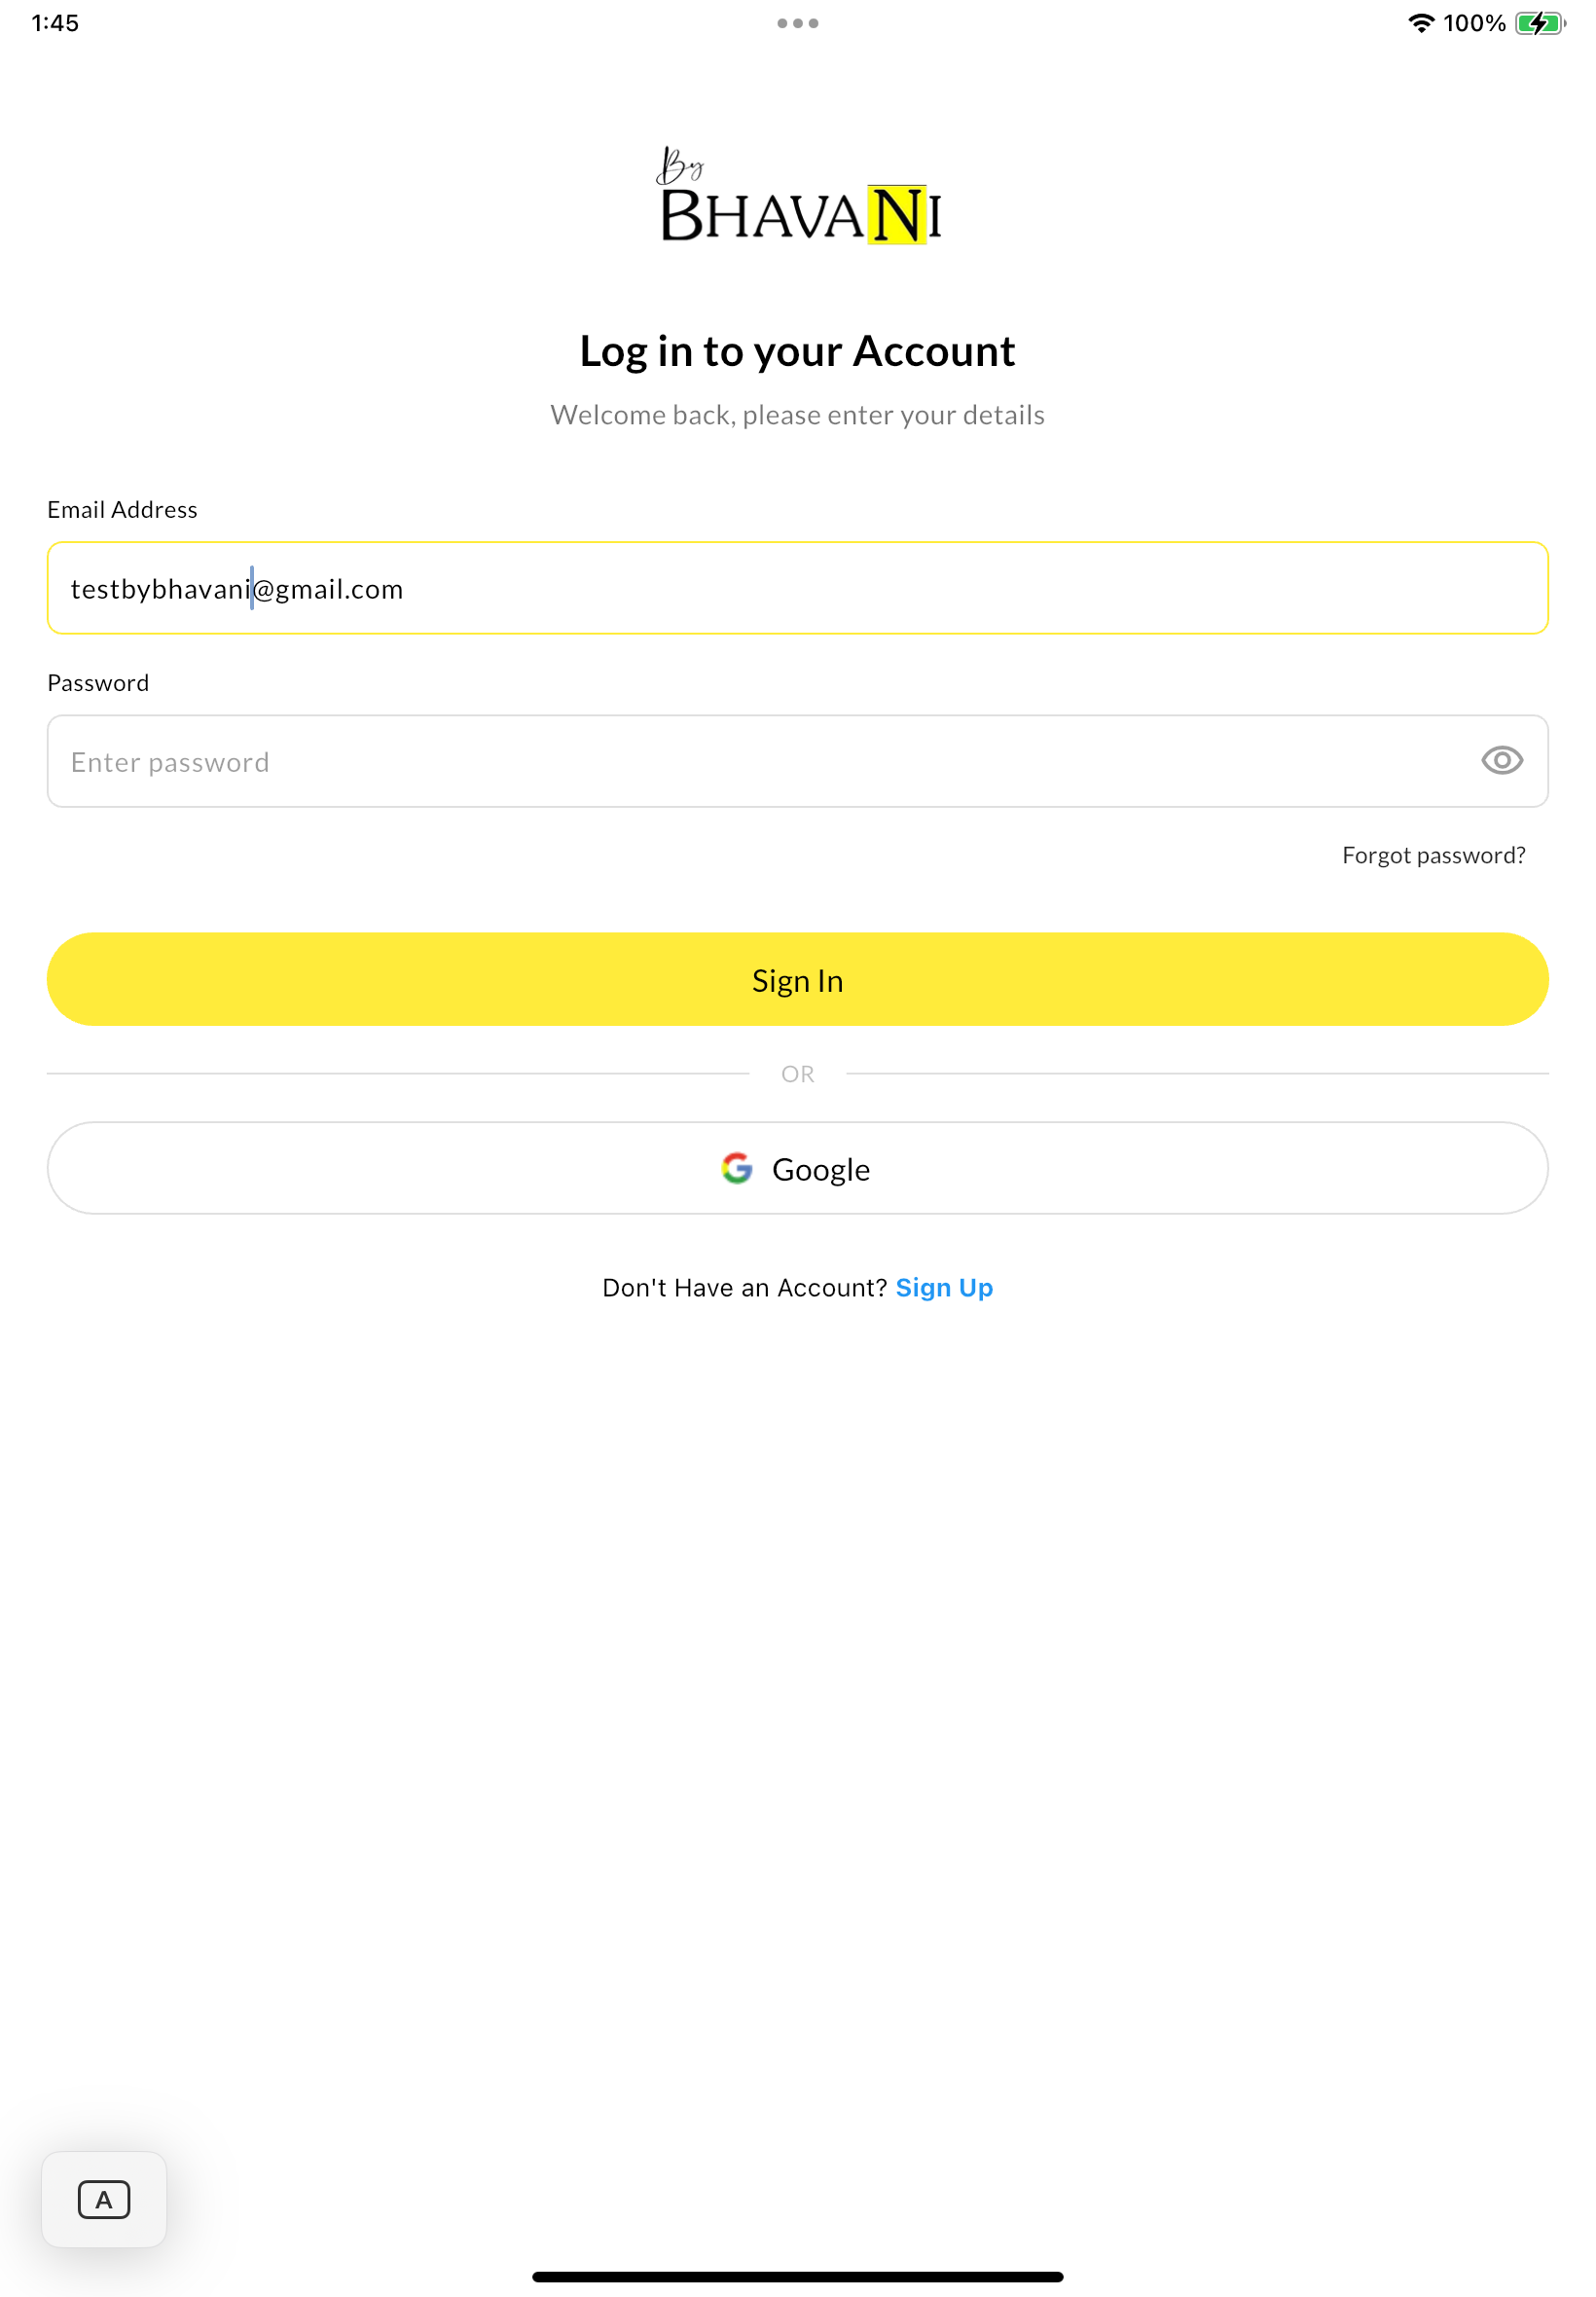 1:45
100%
By
BHAVANI
Log in to your Account
Welcome back, please enter your details
Email Address
testbybhavani@gmail.com
Password
Enter password
Forgot password?
Sign In
OR
Google
Don't Have an Account? Sign Up
A